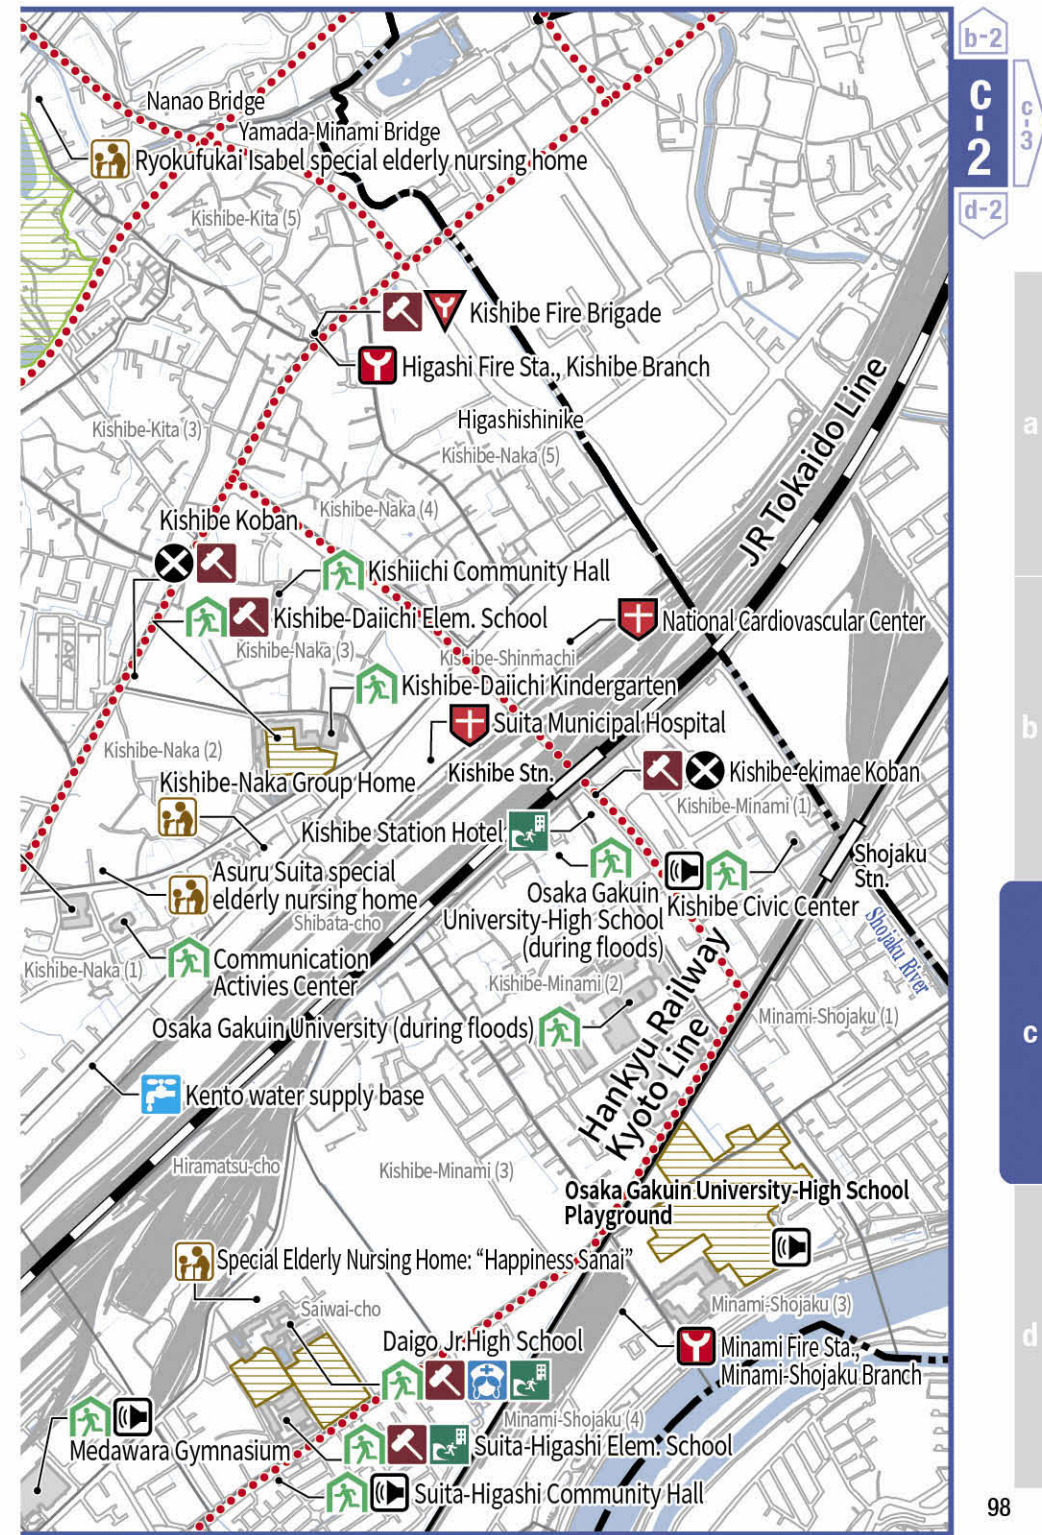 b-2
c-2
c-3
d-2
Nanao Bridge
Yamada-Minami Bridge
Ryokufukai Isabel special elderly nursing home
Kishibe-Kita (5)
Kishibe Fire Brigade
Higashi Fire Sta., Kishibe Branch
a
Higashishinike
Kishibe-Kita (3)
Kishibe-Naka (5)
JR Tokaido Line
Kishibe-Naka (4)
Kishibe Koban
Kishiichi Community Hall
Kishibe-Daiichi Elem. School
National Cardiovascular Center
Kishibe-Naka (3)
Kishibe-Shinmachi
Kishibe-Daiichi Kindergarten
Suita Municipal Hospital
b
Kishibe-Naka (2)
Kishibe-Naka Group Home
Kishibe Stn.
Kishibe-ekimae Koban
Kishibe-Minami (1)
Kishibe Station Hotel
Shojaku
Stn.
Asuru Suita special
elderly nursing home
Osaka Gakuin
University-High School
(during floods)
Kishibe Civic Center
Shibata-cho
Shojaku River
Communication
Activies Center
Kishibe-Naka (1)
Kishibe-Minami (2)
Minami-Shojaku (1)
Osaka Gakuin University (during floods)
c
Hankyu Railway
Kyoto Line
Kento water supply base
Hiramatsu-cho
Kishibe-Minami (3)
Osaka Gakuin University-High School
Playground
Special Elderly Nursing Home: “Happiness Sanai”
Saiwai-cho
Minami-Shojaku (3)
Daigo Jr.High School
Minami Fire Sta.,
Minami-Shojaku Branch
d
Minami-Shojaku (4)
Medawara Gymnasium
Suita-Higashi Elem. School
Suita-Higashi Community Hall
98